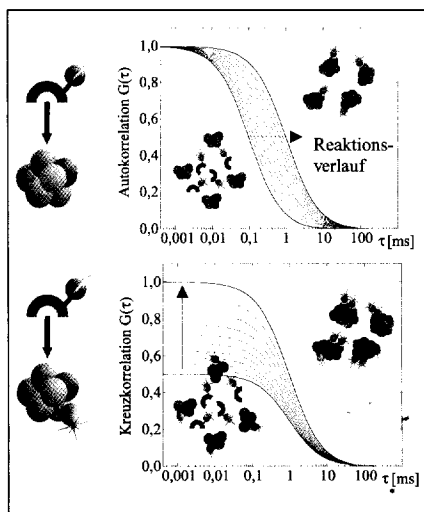 Autokorrelation G(τ)
1,0
0,8
0,6
0,4
0,2
0,0
Reaktions-
verlauf
0,001 0,01 0,1 1 10 100 τ [ms]
Kreuzkorrelation G(τ)
1,0
0,8
0,6
0,4
0,2
0,0
0,001 0,01 0,1 1 10 100 τ [ms]